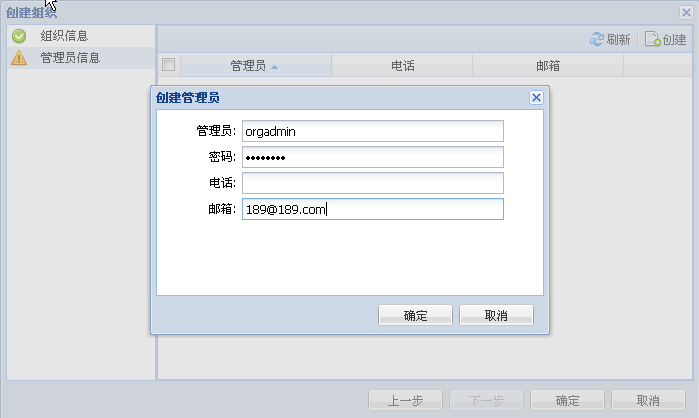 创建组织
组织信息
管理员信息
刷新 创建
管理员 电话 邮箱
创建管理员
管理员: orgadmin
密码: ••••••••
电话:
邮箱: 189@189.com
确定 取消
上一步 下一步 确定 取消